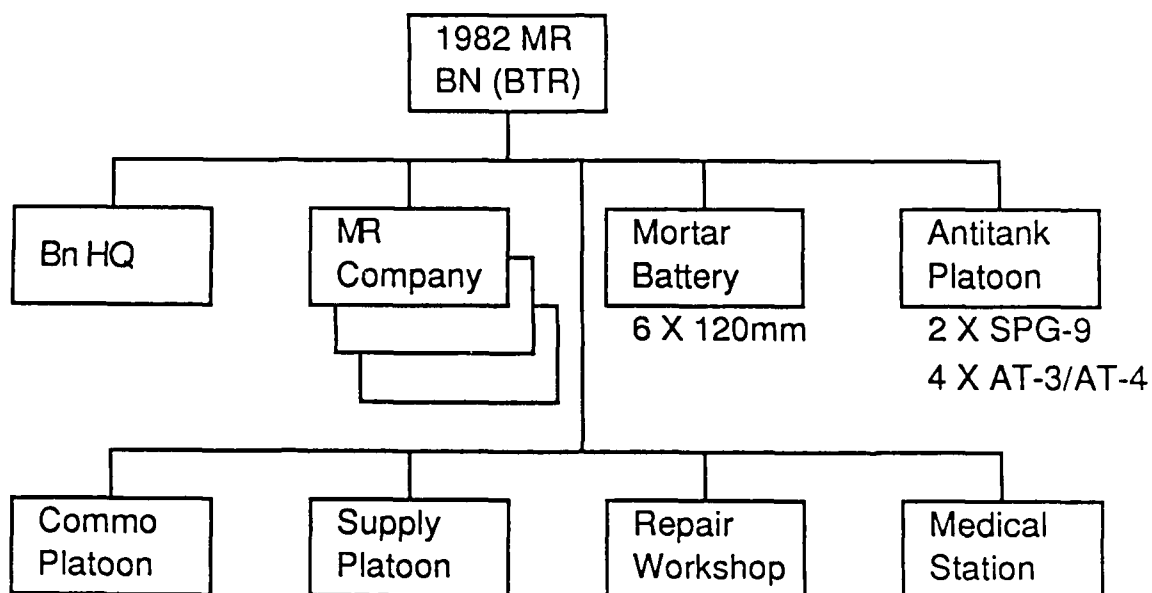 1982 MR
BN (BTR)
Bn HQ
MR
Company
Mortar
Battery
6 X 120mm
Antitank
Platoon
2 X SPG-9
4 X AT-3/AT-4
Commo
Platoon
Supply
Platoon
Repair
Workshop
Medical
Station